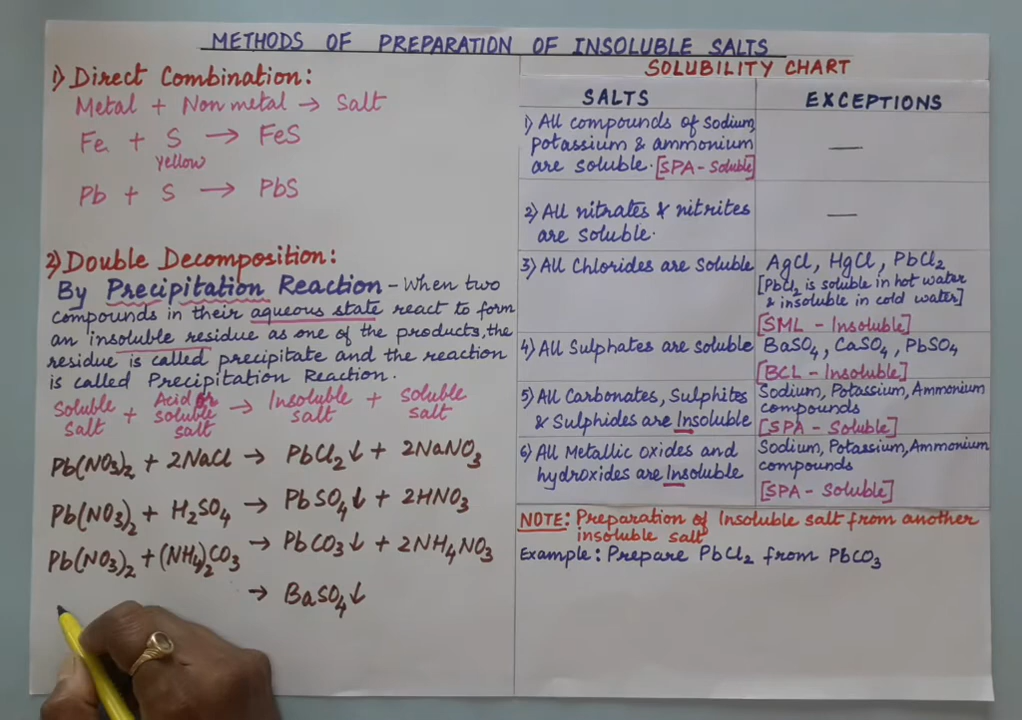 METHODS OF PREPARATION OF INSOLUBLE SALTS
1) Direct Combination:
Metal + Non metal → Salt
Fe + S → FeS
Yellow
Pb + S → PbS
2) Double Decomposition:
By Precipitation Reaction - When two
compounds in their aqueous state react to form
an insoluble residue as one of the products, the
residue is called precipitate and the reaction
is called Precipitation Reaction.
Soluble salt + Acid or soluble salt → Insoluble salt + Soluble salt
Pb(NO₃)₂ + 2NaCl → PbCl₂↓ + 2NaNO₃
Pb(NO₃)₂ + H₂SO₄ → PbSO₄↓ + 2HNO₃
Pb(NO₃)₂ + (NH₄)₂CO₃ → PbCO₃↓ + 2NH₄NO₃
→ BaSO₄↓
SOLUBILITY CHART
SALTS EXCEPTIONS
1) All compounds of Sodium,
potassium & ammonium
are soluble. [SPA - Soluble]
—
2) All nitrates & nitrites
are soluble.
—
3) All Chlorides are Soluble
AgCl, HgCl, PbCl₂
[PbCl₂ is soluble in hot water
& insoluble in cold water]
[SML - Insoluble]
4) All Sulphates are soluble
BaSO₄, CaSO₄, PbSO₄
[BCL - Insoluble]
5) All Carbonates, Sulphites
& Sulphides are Insoluble
Sodium, Potassium, Ammonium
compounds
[SPA - Soluble]
6) All Metallic oxides and
hydroxides are Insoluble
Sodium, Potassium, Ammonium
compounds
[SPA - Soluble]
NOTE: Preparation of Insoluble salt from another
insoluble salt
Example: Prepare PbCl₂ from PbCO₃